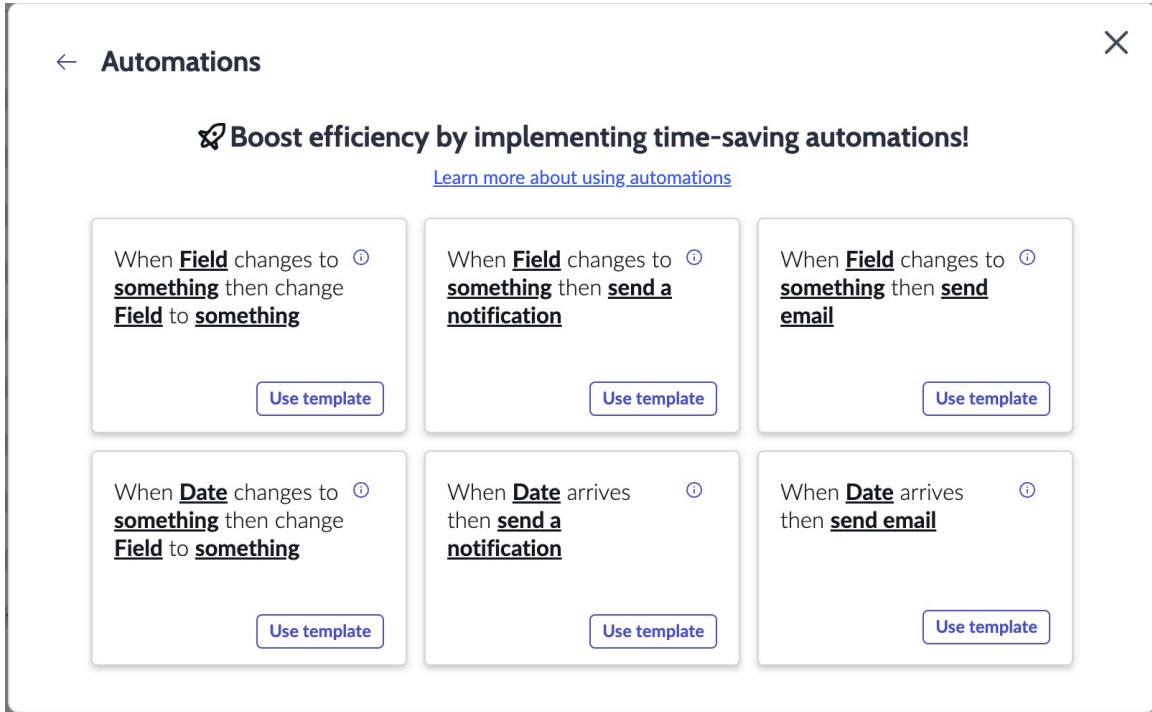 Automations
Boost efficiency by implementing time-saving automations!
Learn more about using automations
When Field changes to
something then change
Field to something
Use template
When Field changes to
something then send a
notification
Use template
When Field changes to
something then send
email
Use template
When Date changes to
something then change
Field to something
Use template
When Date arrives
then send a
notification
Use template
When Date arrives
then send email
Use template